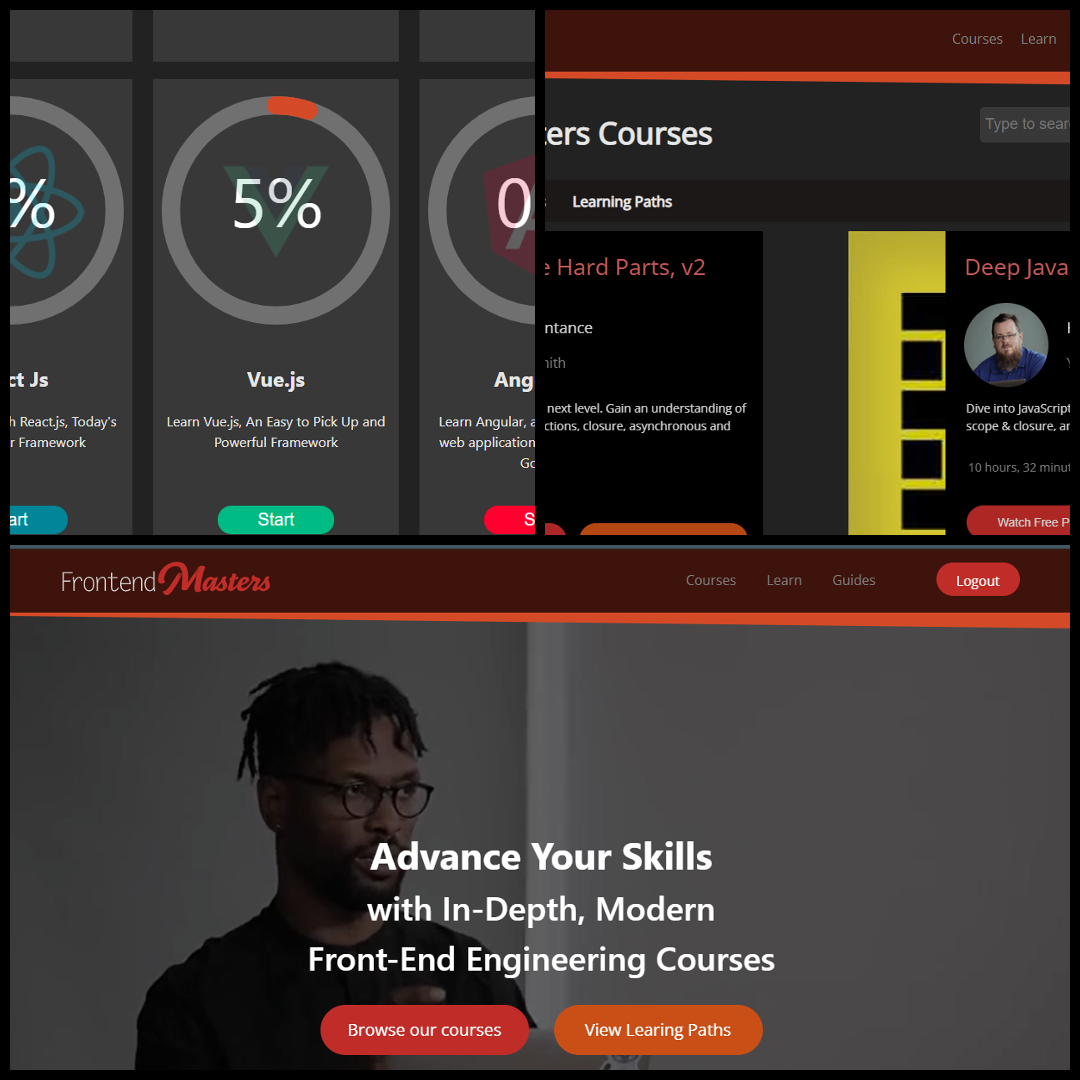 %
5%
0
ct Js
Vue.js
Ang
h React.js, Today's
r Framework
Learn Vue.js, An Easy to Pick Up and
Powerful Framework
Learn Angular, a
web application
Go
art
Start
S
Courses Learn
ters Courses
Type to sear
s
Learning Paths
e Hard Parts, v2
ntance
mith
next level. Gain an understanding of
ctions, closure, asynchronous and
Deep Java
Dive into JavaScript
scope & closure, an
10 hours, 32 minut
Watch Free P
Frontend Masters
Courses Learn Guides Logout
Advance Your Skills
with In-Depth, Modern
Front-End Engineering Courses
Browse our courses
View Learing Paths